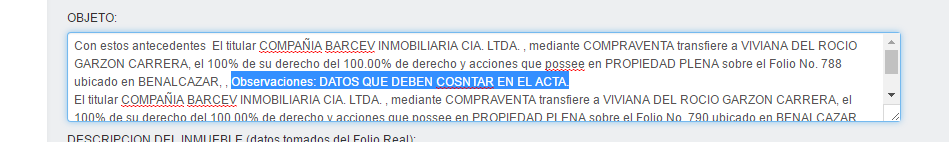 OBJETO:
Con estos antecedentes El titular COMPAÑIA BARCEV INMOBILIARIA CIA. LTDA. , mediante COMPRAVENTA transfiere a VIVIANA DEL ROCIO
GARZON CARRERA, el 100% de su derecho del 100.00% de derecho y acciones que possee en PROPIEDAD PLENA sobre el Folio No. 788
ubicado en BENALCAZAR, , Observaciones: DATOS QUE DEBEN COSNTAR EN EL ACTA.
El titular COMPAÑIA BARCEV INMOBILIARIA CIA. LTDA. , mediante COMPRAVENTA transfiere a VIVIANA DEL ROCIO GARZON CARRERA, el
100% de su derecho del 100.00% de derecho y acciones que possee en PROPIEDAD PLENA sobre el Folio No. 790 ubicado en BENALCAZAR
DESCRIPCION DEL INMUEBLE (datos tomados del Folio Real):